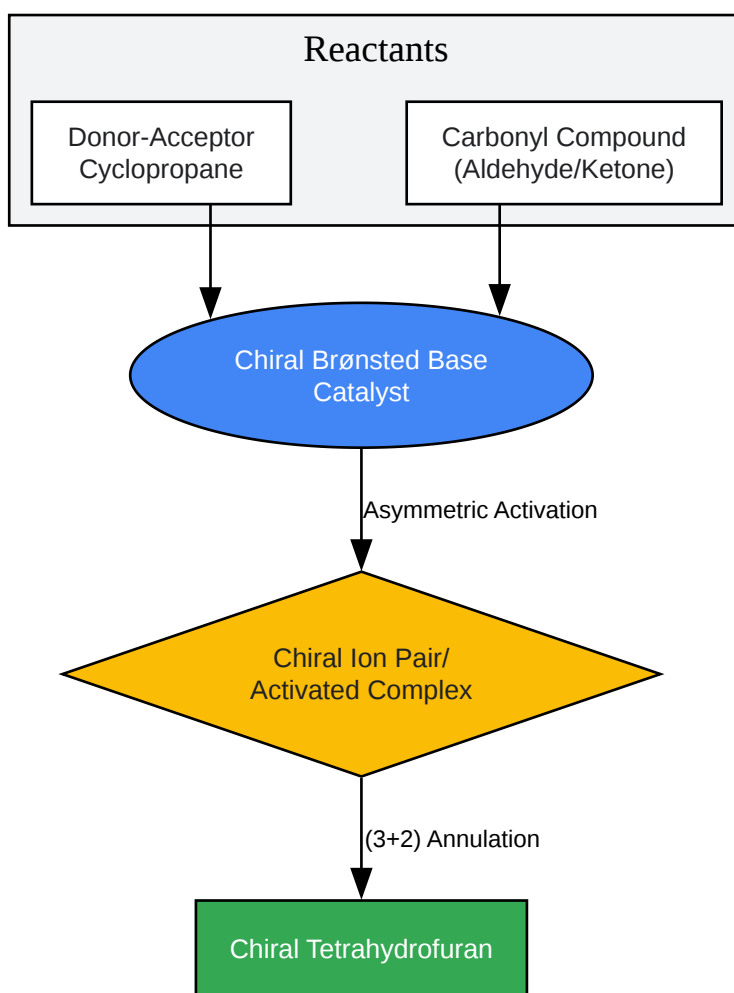 Reactants
Donor-Acceptor
Cyclopropane
Carbonyl Compound
(Aldehyde/Ketone)
Chiral Brønsted Base
Catalyst
Asymmetric Activation
Chiral Ion Pair/
Activated Complex
(3+2) Annulation
Chiral Tetrahydrofuran